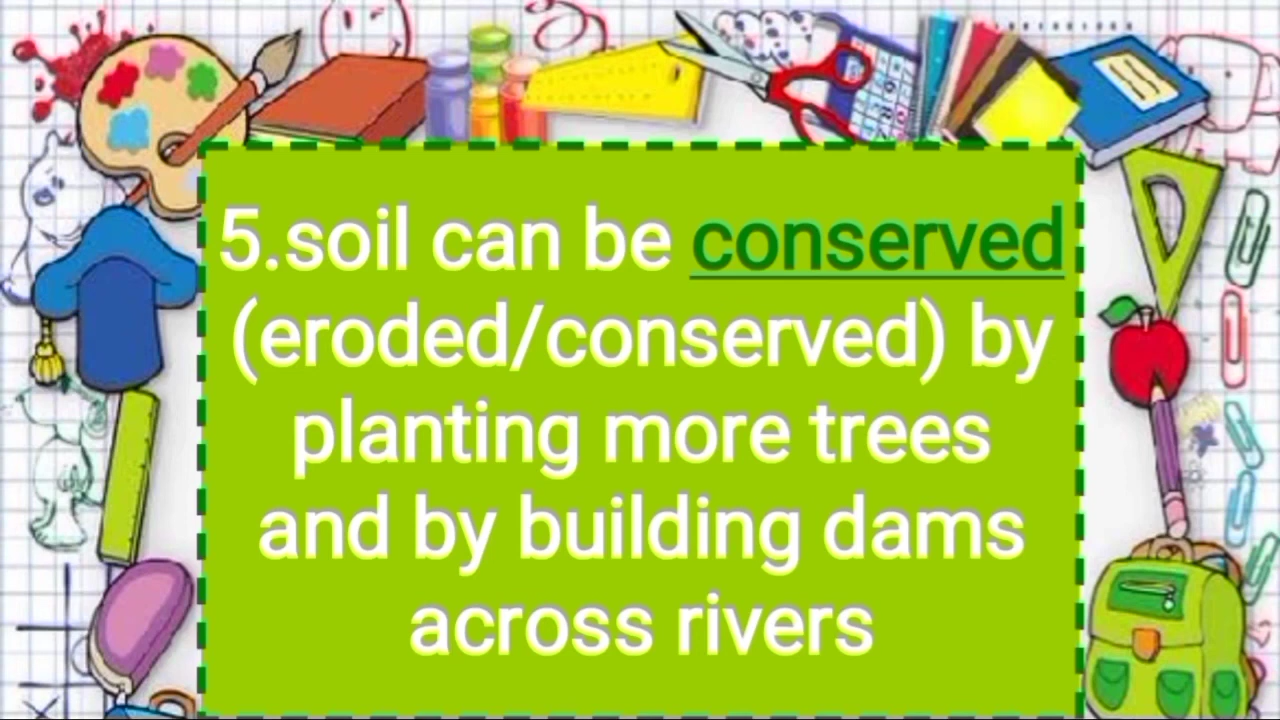 5.soil can be conserved
(eroded/conserved) by
planting more trees
and by building dams
across rivers